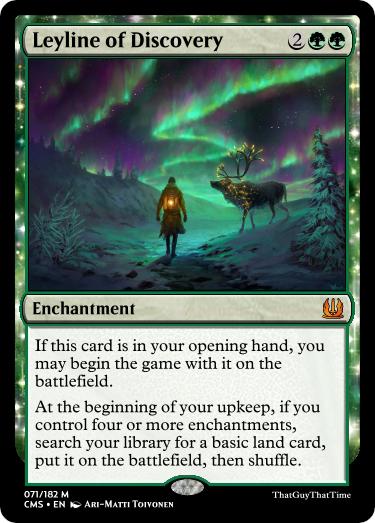 Leyline of Discovery 2
Enchantment
If this card is in your opening hand, you
may begin the game with it on the
battlefield.
At the beginning of your upkeep, if you
control four or more enchantments,
search your library for a basic land card,
put it on the battlefield, then shuffle.
071/182 M
CMS • EN Ari-Matti Toivonen
ThatGuyThatTime